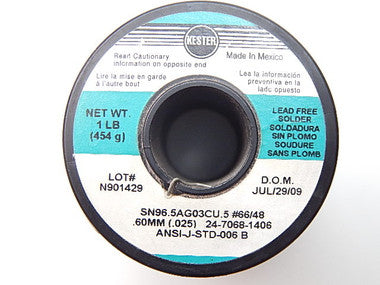 KESTER
Read Cautionary
information on opposite end
Made In Mexico
Lire la mise en garde
à l'autre bout
Lea la información
preventiva en la
lado opuesto
NET WT.
1 LB
(454 g)
LEAD FREE
SOLDER
SOLDADURA
SIN PLOMO
SOUDURE
SANS PLOMB
LOT#
N901429
D.O.M.
JUL/29/09
SN96.5AG03CU.5 #66/48
.60MM (.025) 24-7068-1406
ANSI-J-STD-006 B